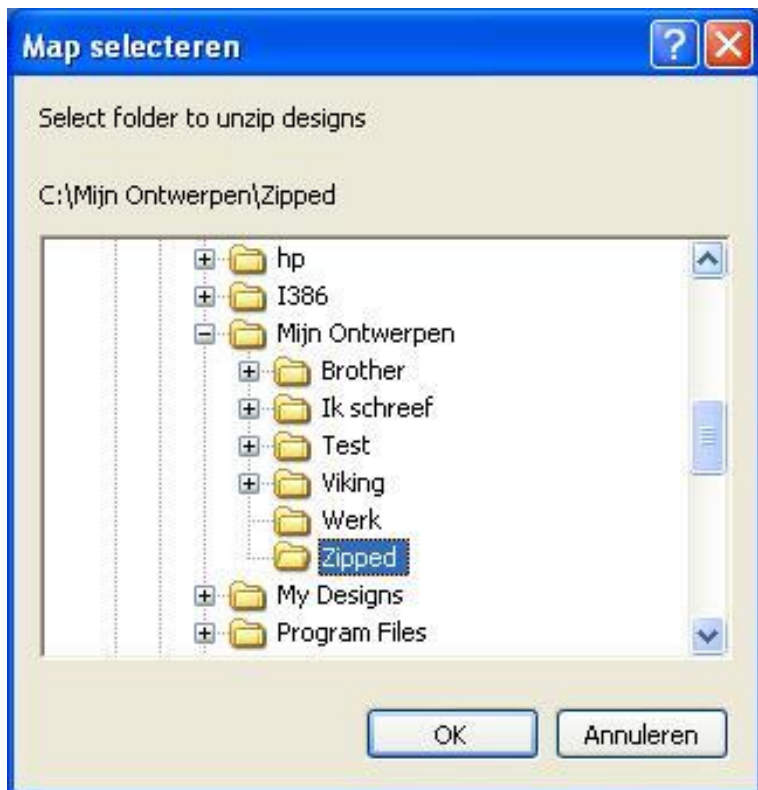 Map selecteren
Select folder to unzip designs
C:\Mijn Ontwerpen\Zipped
hp
I386
Mijn Ontwerpen
Brother
Ik schreef
Test
Viking
Werk
Zipped
My Designs
Program Files
OK Annuleren